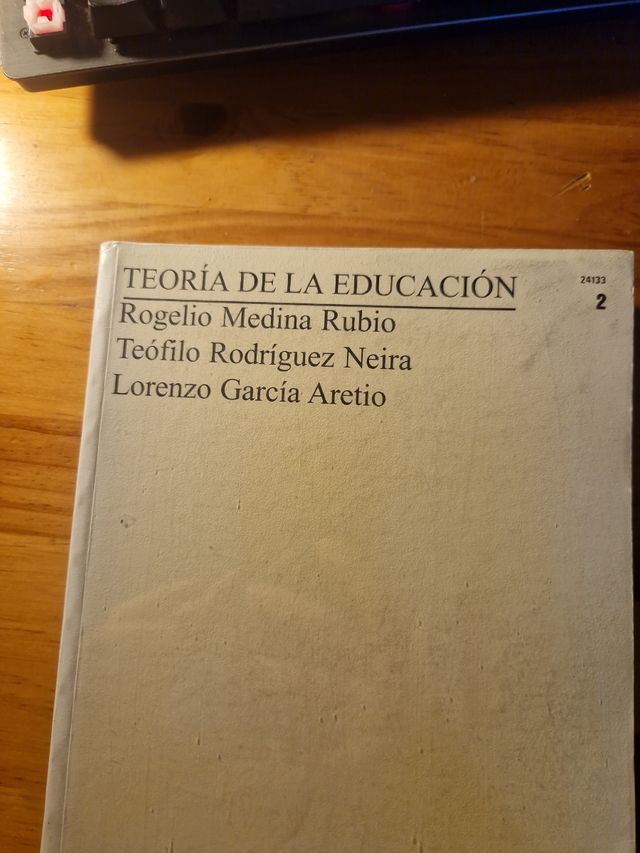 TEORÍA DE LA EDUCACIÓN
Rogelio Medina Rubio
Teófilo Rodríguez Neira
Lorenzo García Aretio
24133
2